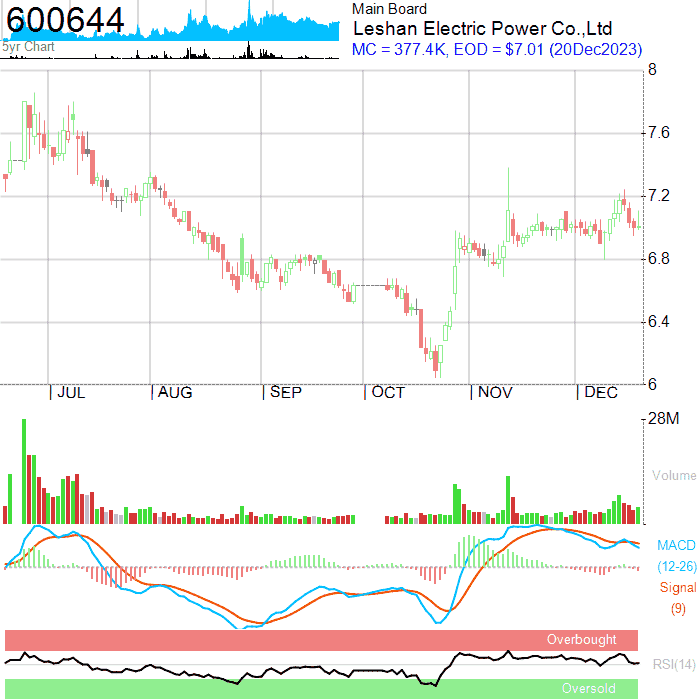 600644
5yr Chart
Main Board
Leshan Electric Power Co.,Ltd
MC = 377.4K, EOD = $7.01 (20Dec2023)
8
7.6
7.2
6.8
6.4
6
JUL AUG SEP OCT NOV DEC
28M
Volume
MACD
(12-26)
Signal
(9)
Overbought
RSI(14)
Oversold